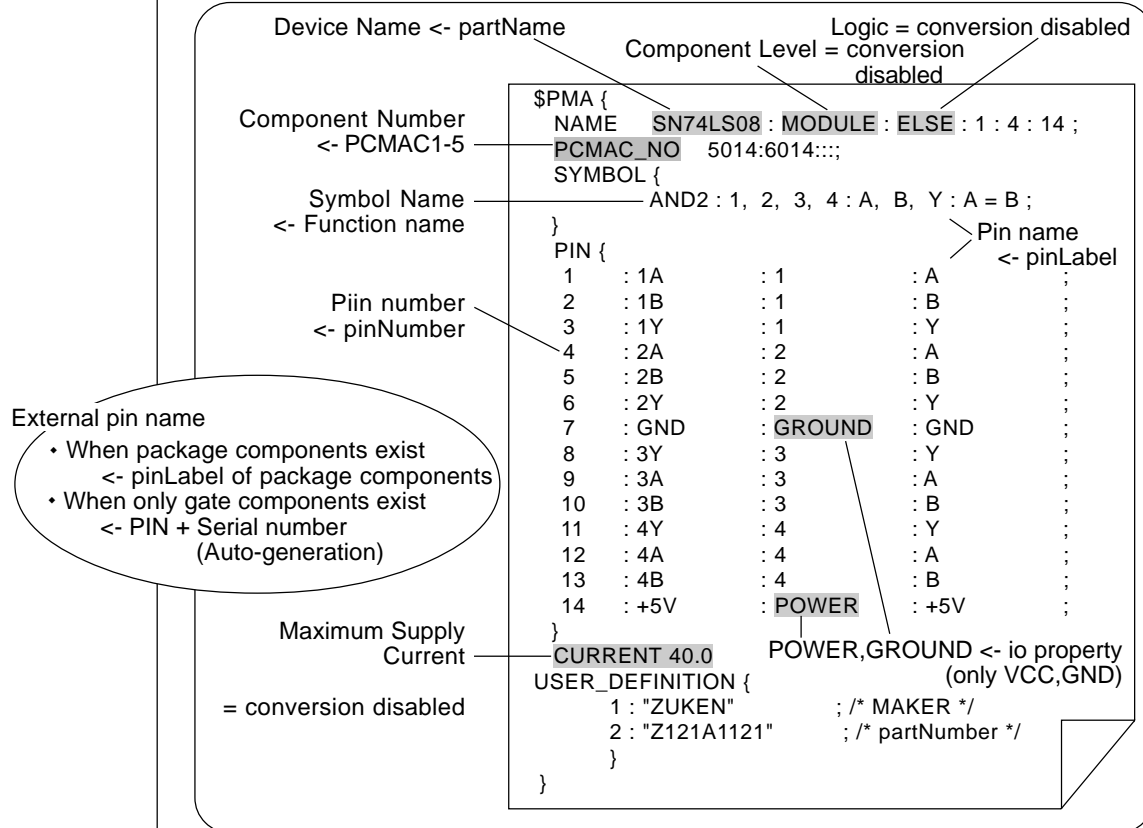 Device Name <- partName
Logic = conversion disabled
Component Level = conversion
disabled
Component Number
<- PCMAC1-5
Symbol Name
<- Function name
Piin number
<- pinNumber
External pin name
• When package components exist
<- pinLabel of package components
• When only gate components exist
<- PIN + Serial number
(Auto-generation)
Maximum Supply
Current
= conversion disabled
$PMA {
NAME SN74LS08 : MODULE : ELSE : 1 : 4 : 14 ;
PCMAC_NO 5014:6014:::;
SYMBOL {
AND2 : 1, 2, 3, 4 : A, B, Y : A = B ;
}
PIN {
1 : 1A : 1 : A ;
2 : 1B : 1 : B ;
3 : 1Y : 1 : Y ;
4 : 2A : 2 : A ;
5 : 2B : 2 : B ;
6 : 2Y : 2 : Y ;
7 : GND : GROUND : GND ;
8 : 3Y : 3 : Y ;
9 : 3A : 3 : A ;
10 : 3B : 3 : B ;
11 : 4Y : 4 : Y ;
12 : 4A : 4 : A ;
13 : 4B : 4 : B ;
14 : +5V : POWER : +5V ;
}
CURRENT 40.0
USER_DEFINITION {
1 : "ZUKEN" ; /* MAKER */
2 : "Z121A1121" ; /* partNumber */
}
}
Pin name
<- pinLabel
POWER,GROUND <- io property
(only VCC,GND)